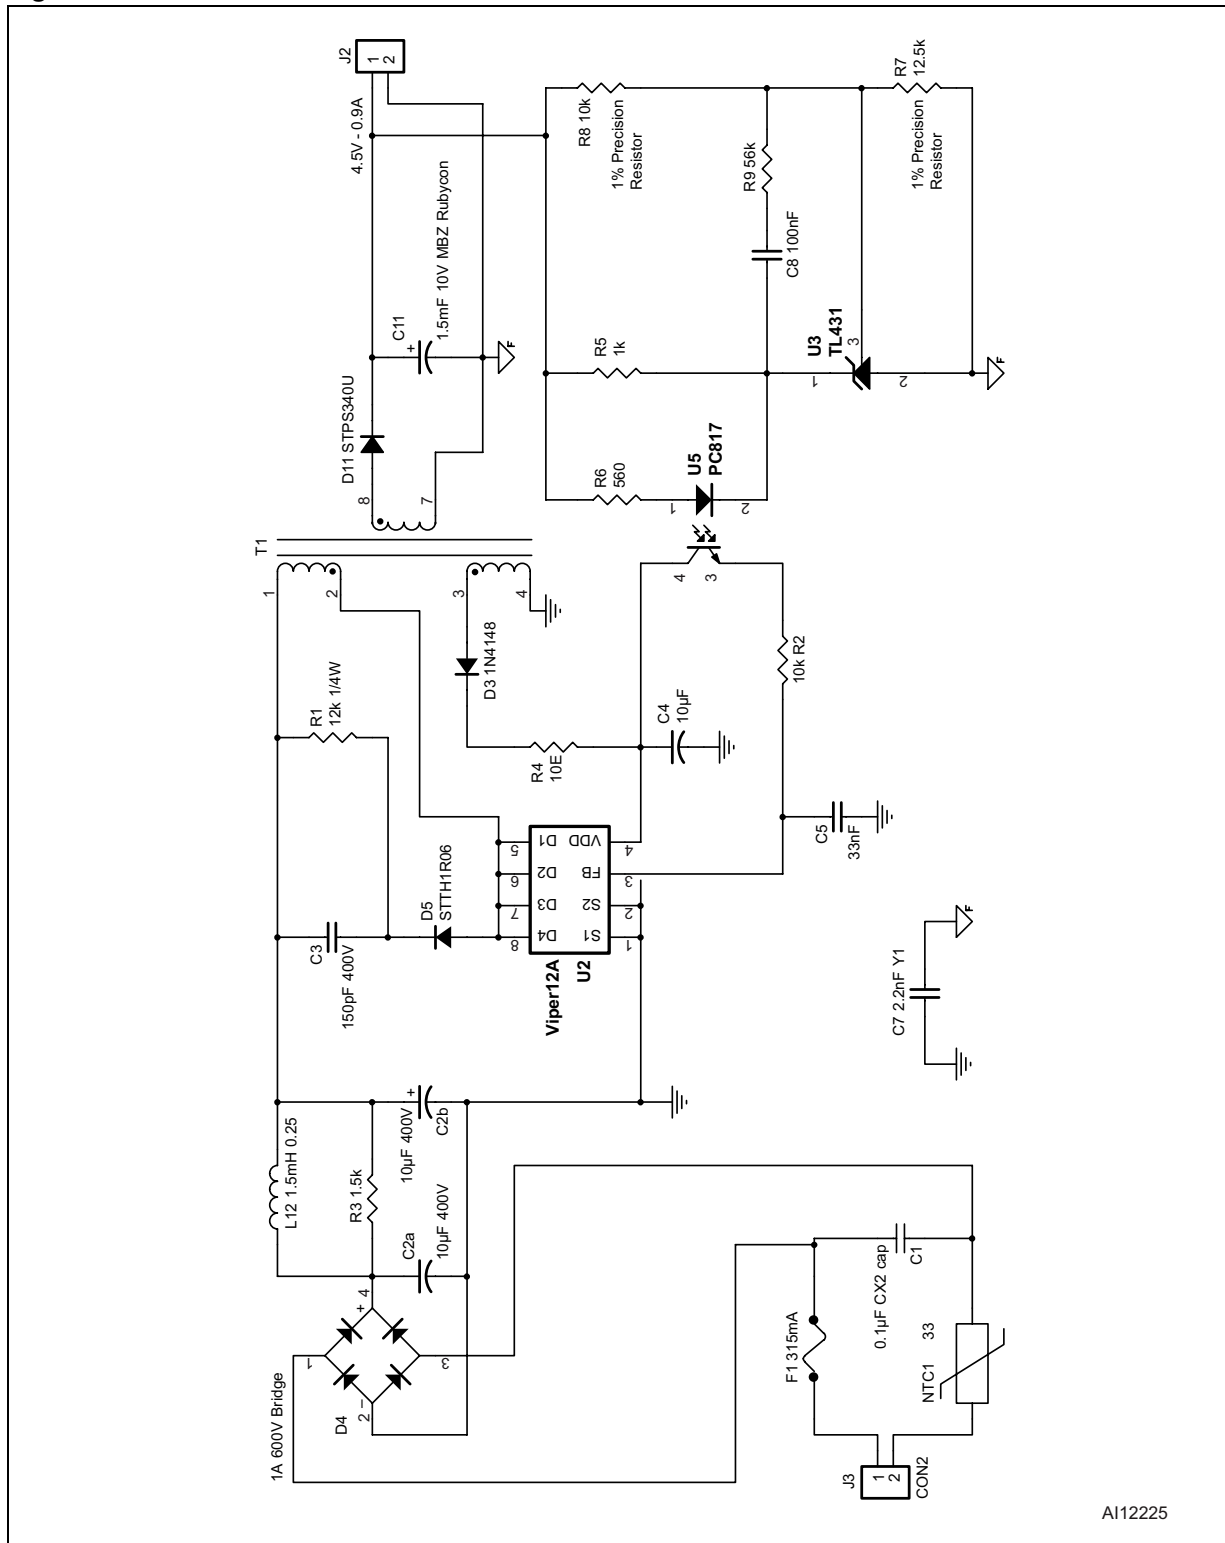 J2
1
2
4.5V - 0.9A
C11
+
1.5mF 10V MBZ Rubycon
F
D11 STPS340U
8
7
T1
R8 10k
1% Precision
Resistor
R7
12.5k
1% Precision
Resistor
R9 56k
C8 100nF
R5
1k
U3
TL431
1
3
2
F
R6
560
U5
PC817
1
2
4
3
1
2
3
4
R1
12k 1/4W
D3 1N4148
R4
10E
C4
10µF
10k R2
C5
33nF
C3
150pF 400V
D5
STTH1R06
5
6
7
8
D1
D2
D3
D4
VDD
FB
S2
S1
4
3
2
1
Viper12A
U2
C7 2.2nF Y1
F
L12 1.5mH 0.25
R3 1.5k
10µF 400V
+
C2b
C2a
10µF 400V
1A 600V Bridge
D4
1
+
4
2
–
3
F1 315mA
0.1µF CX2 cap
C1
NTC1
33
J3
1
2
CON2
AI12225